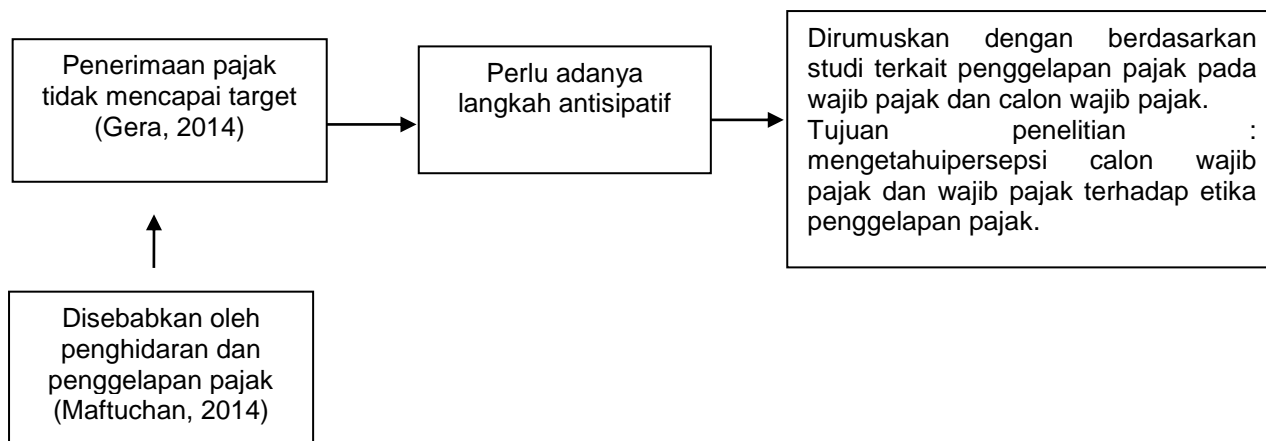 Penerimaan pajak
tidak mencapai target
(Gera, 2014)
Perlu adanya
langkah antisipatif
Dirumuskan dengan berdasarkan
studi terkait penggelapan pajak pada
wajib pajak dan calon wajib pajak.
Tujuan penelitian :
mengetahuipersepsi calon wajib
pajak dan wajib pajak terhadap etika
penggelapan pajak.
Disebabkan oleh
penghidaran dan
penggelapan pajak
(Maftuchan, 2014)